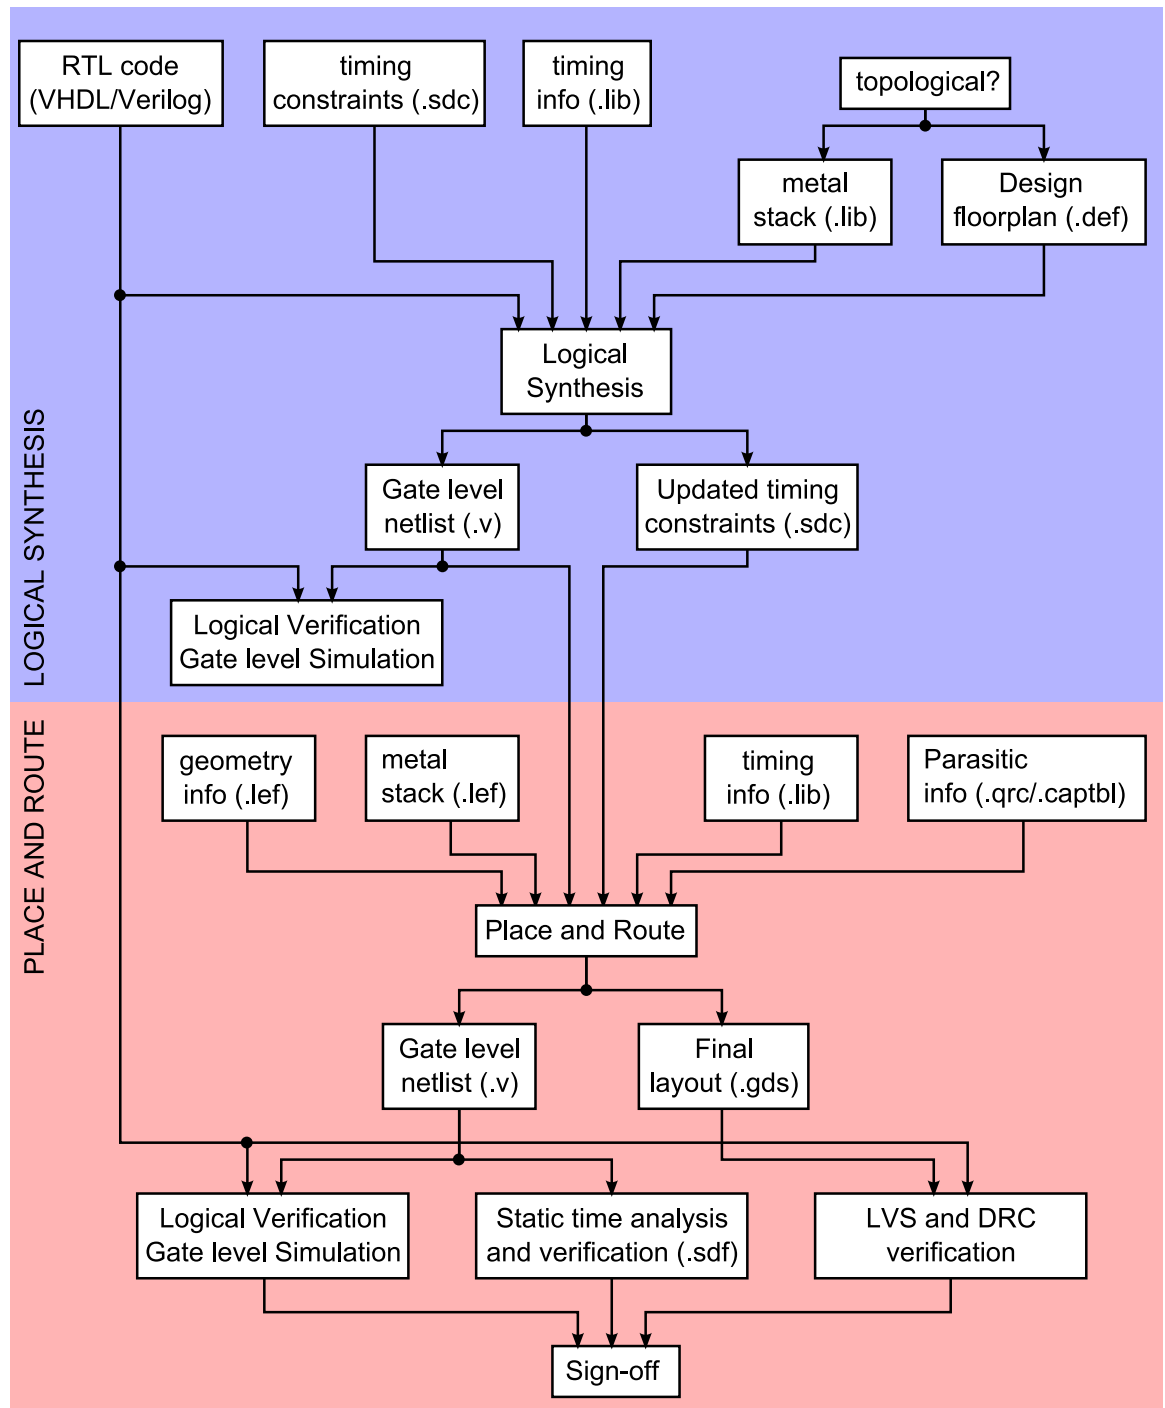 RTL code
(VHDL/Verilog)
timing
constraints (.sdc)
timing
info (.lib)
topological?
metal
stack (.lib)
Design
floorplan (.def)
Logical
Synthesis
LOGICAL SYNTHESIS
Gate level
netlist (.v)
Updated timing
constraints (.sdc)
Logical Verification
Gate level Simulation
PLACE AND ROUTE
geometry
info (.lef)
metal
stack (.lef)
timing
info (.lib)
Parasitic
info (.qrc/.captbl)
Place and Route
Gate level
netlist (.v)
Final
layout (.gds)
Logical Verification
Gate level Simulation
Static time analysis
and verification (.sdf)
LVS and DRC
verification
Sign-off